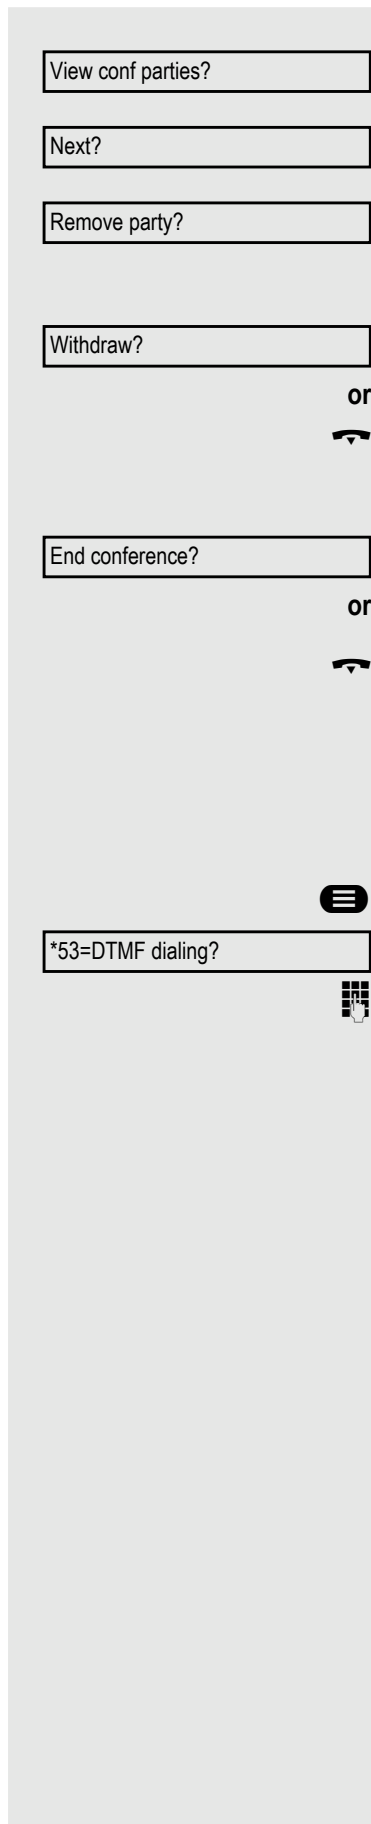 View conf parties?
Next?
Remove party?
Withdraw?
or
End conference?
or
*53=DTMF dialing?